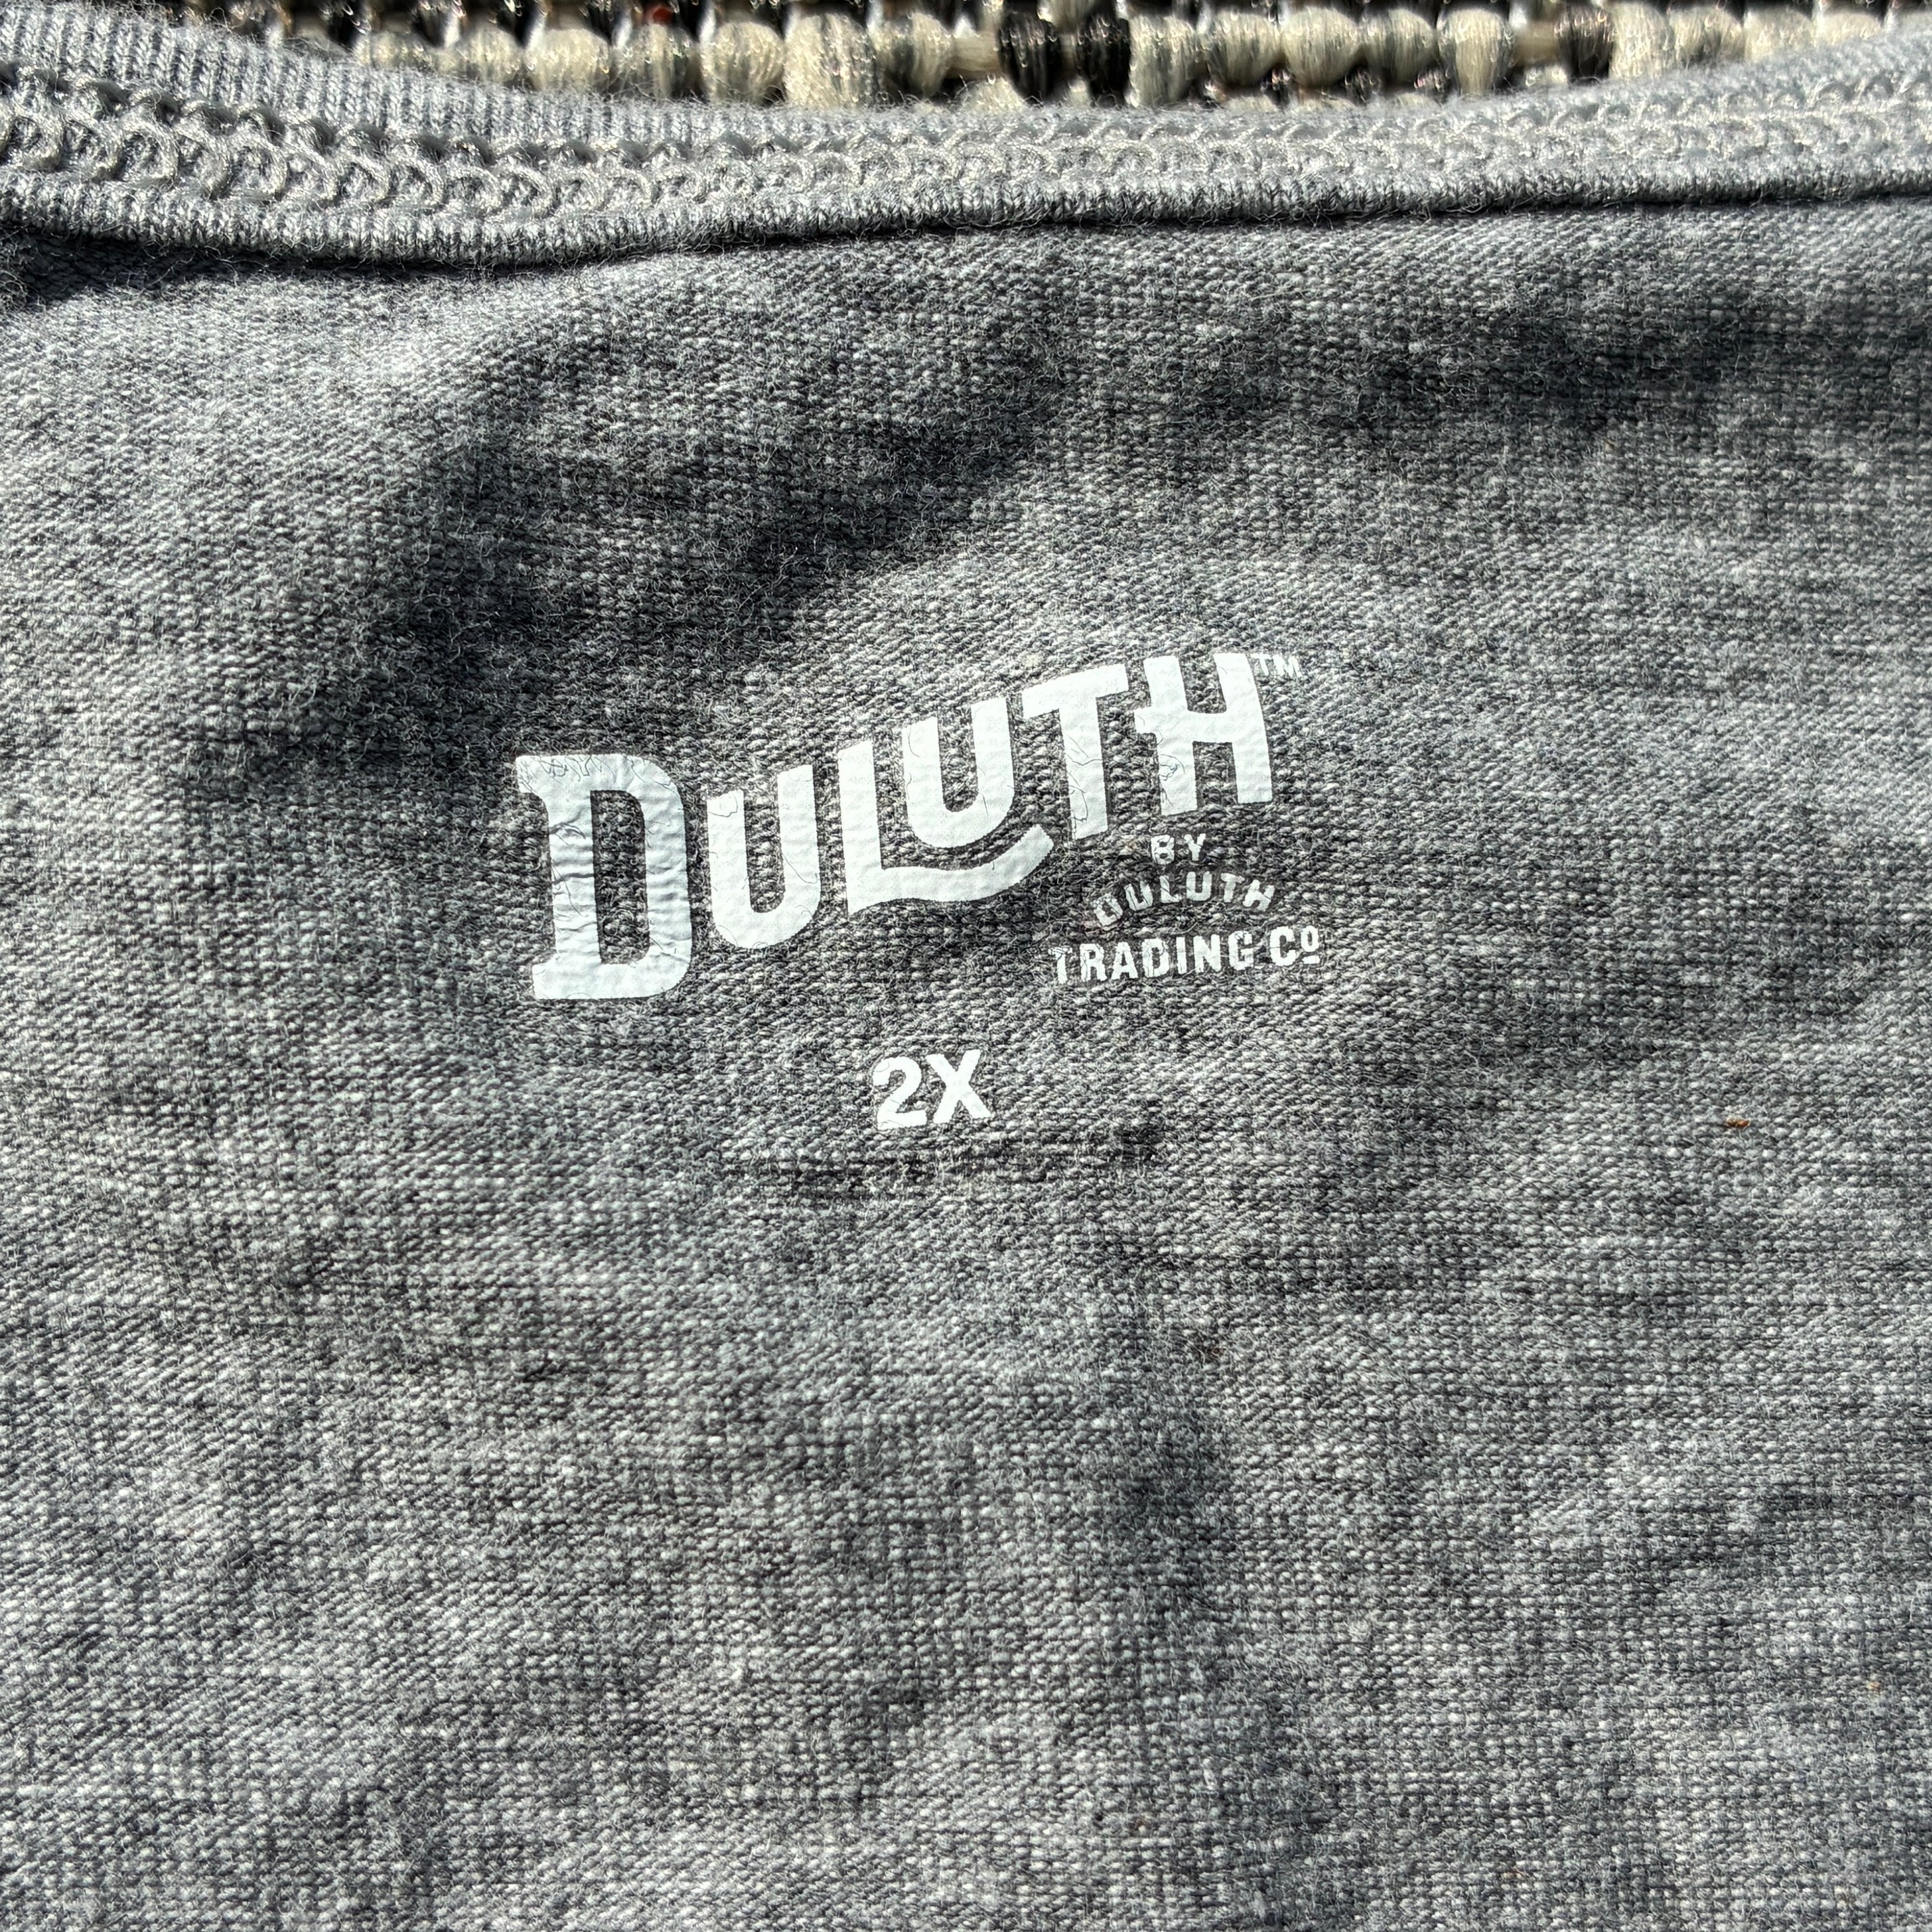 DULUTH™
BY
DULUTH
TRADING Cº
2X